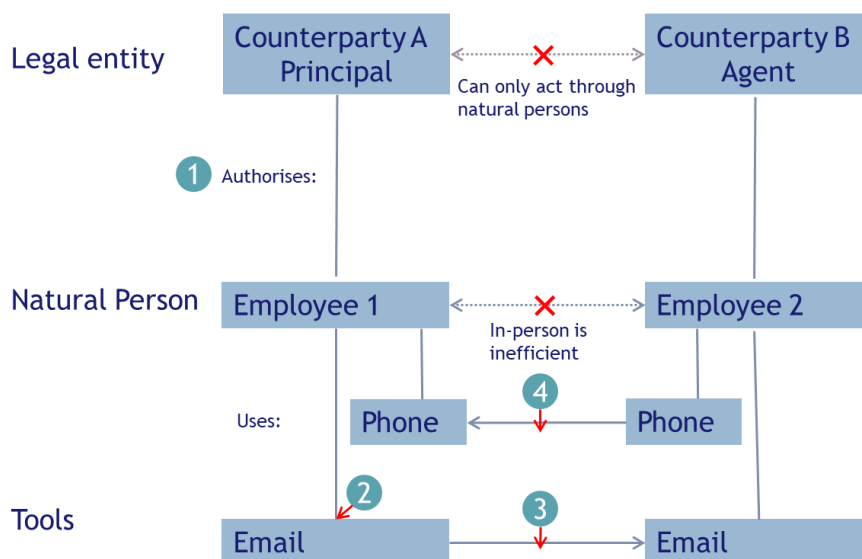 Legal entity
Counterparty A
Principal
Counterparty B
Agent
Can only act through
natural persons
1
Authorises:
Natural Person
Employee 1
Employee 2
In-person is
inefficient
4
Uses:
Phone
Phone
2
3
Tools
Email
Email